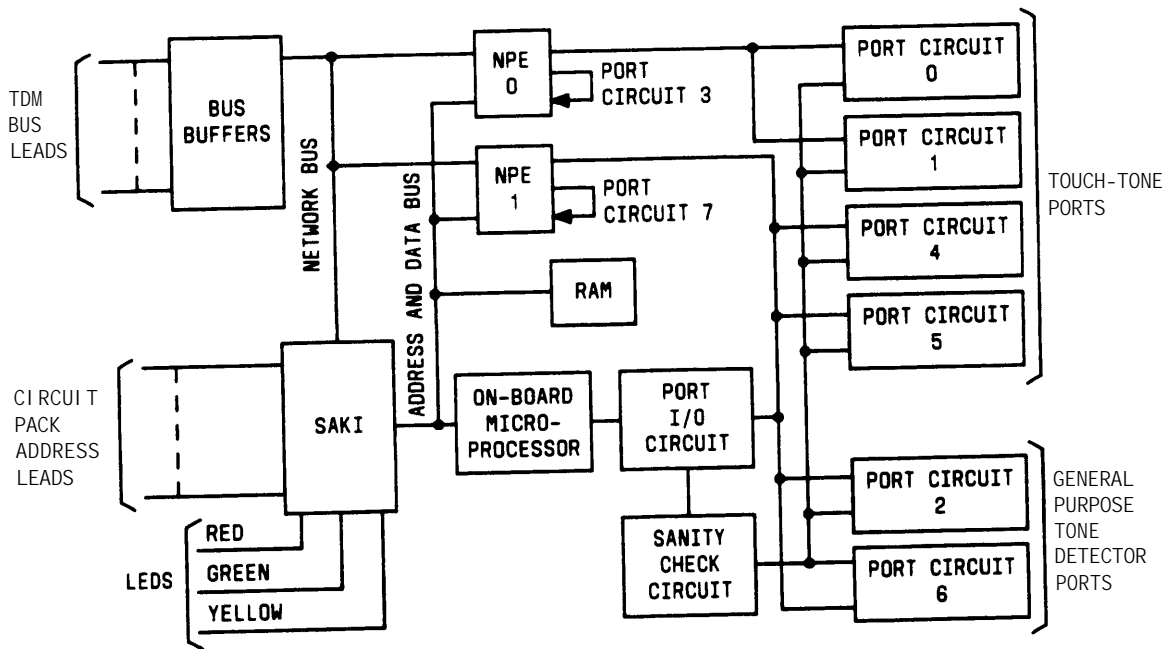 TDM
BUS
LEADS
BUS
BUFFERS
NETWORK BUS
ADDRESS AND DATA BUS
NPE
0
PORT
CIRCUIT 3
NPE
1
PORT
CIRCUIT 7
RAM
PORT CIRCUIT
0
PORT CIRCUIT
1
PORT CIRCUIT
4
PORT CIRCUIT
5
TOUCH-TONE
PORTS
CIRCUIT
PACK
ADDRESS
LEADS
SAKI
ON-BOARD
MICRO-
PROCESSOR
PORT
I/O
CIRCUIT
SANITY
CHECK
CIRCUIT
PORT CIRCUIT
2
PORT CIRCUIT
6
GENERAL
PURPOSE
TONE
DETECTOR
PORTS
LEDS
RED
GREEN
YELLOW